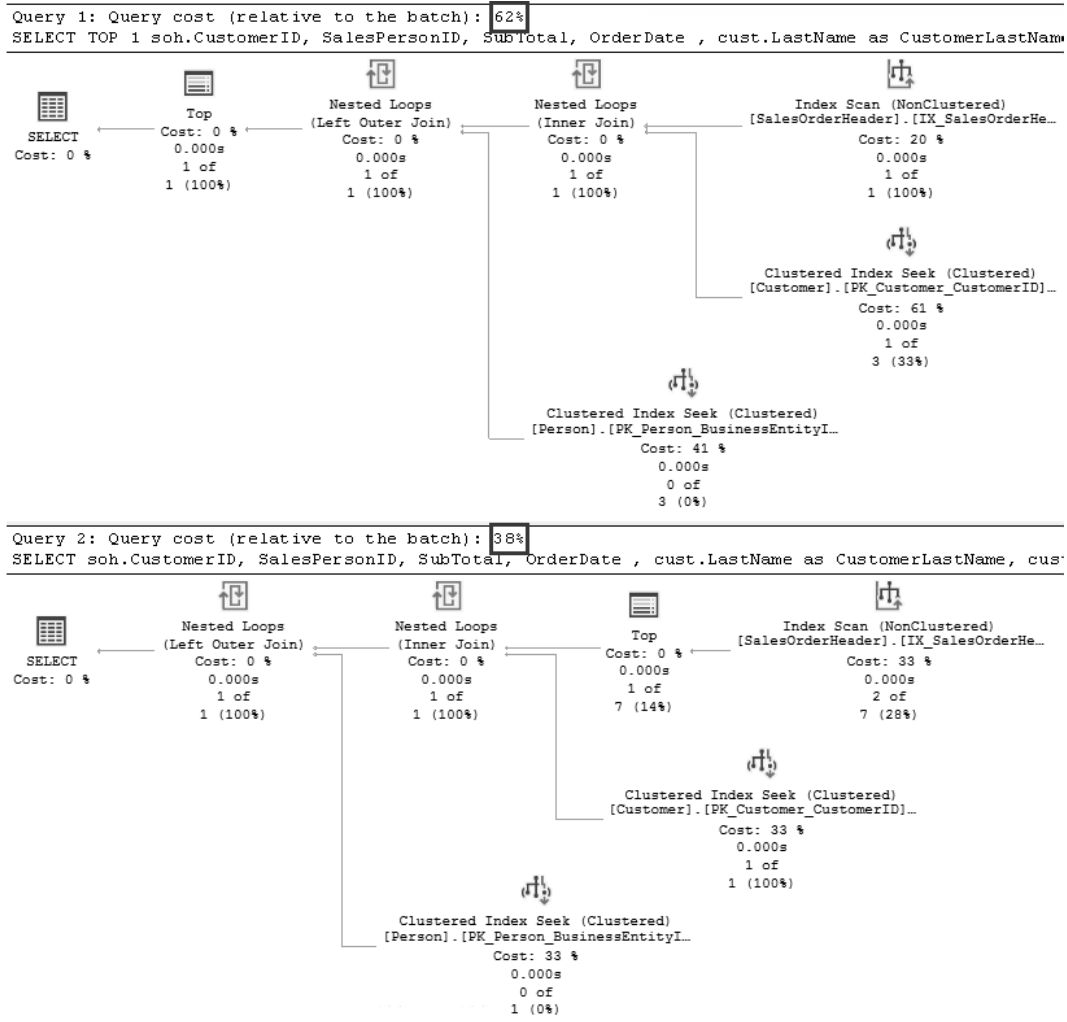 Query 1: Query cost (relative to the batch): 62%
SELECT TOP 1 soh.CustomerID, SalesPersonID, SubTotal, OrderDate , cust.LastName as CustomerLastName
SELECT
Cost: 0 %
Top
Cost: 0 %
0.000s
1 of
1 (100%)
Nested Loops
(Left Outer Join)
Cost: 0 %
0.000s
1 of
1 (100%)
Nested Loops
(Inner Join)
Cost: 0 %
0.000s
1 of
1 (100%)
Index Scan (NonClustered)
[SalesOrderHeader].[IX_SalesOrderHe…
Cost: 20 %
0.000s
1 of
1 (100%)
Clustered Index Seek (Clustered)
[Customer].[PK_Customer_CustomerID]…
Cost: 61 %
0.000s
1 of
3 (33%)
Clustered Index Seek (Clustered)
[Person].[PK_Person_BusinessEntityI…
Cost: 41 %
0.000s
0 of
3 (0%)
Query 2: Query cost (relative to the batch): 38%
SELECT soh.CustomerID, SalesPersonID, SubTotal, OrderDate , cust.LastName as CustomerLastName, cus
SELECT
Cost: 0 %
Nested Loops
(Left Outer Join)
Cost: 0 %
0.000s
1 of
1 (100%)
Nested Loops
(Inner Join)
Cost: 0 %
0.000s
1 of
1 (100%)
Top
Cost: 0 %
0.000s
1 of
7 (14%)
Index Scan (NonClustered)
[SalesOrderHeader].[IX_SalesOrderHe…
Cost: 33 %
0.000s
2 of
7 (28%)
Clustered Index Seek (Clustered)
[Customer].[PK_Customer_CustomerID]…
Cost: 33 %
0.000s
1 of
1 (100%)
Clustered Index Seek (Clustered)
[Person].[PK_Person_BusinessEntityI…
Cost: 33 %
0.000s
0 of
1 (0%)